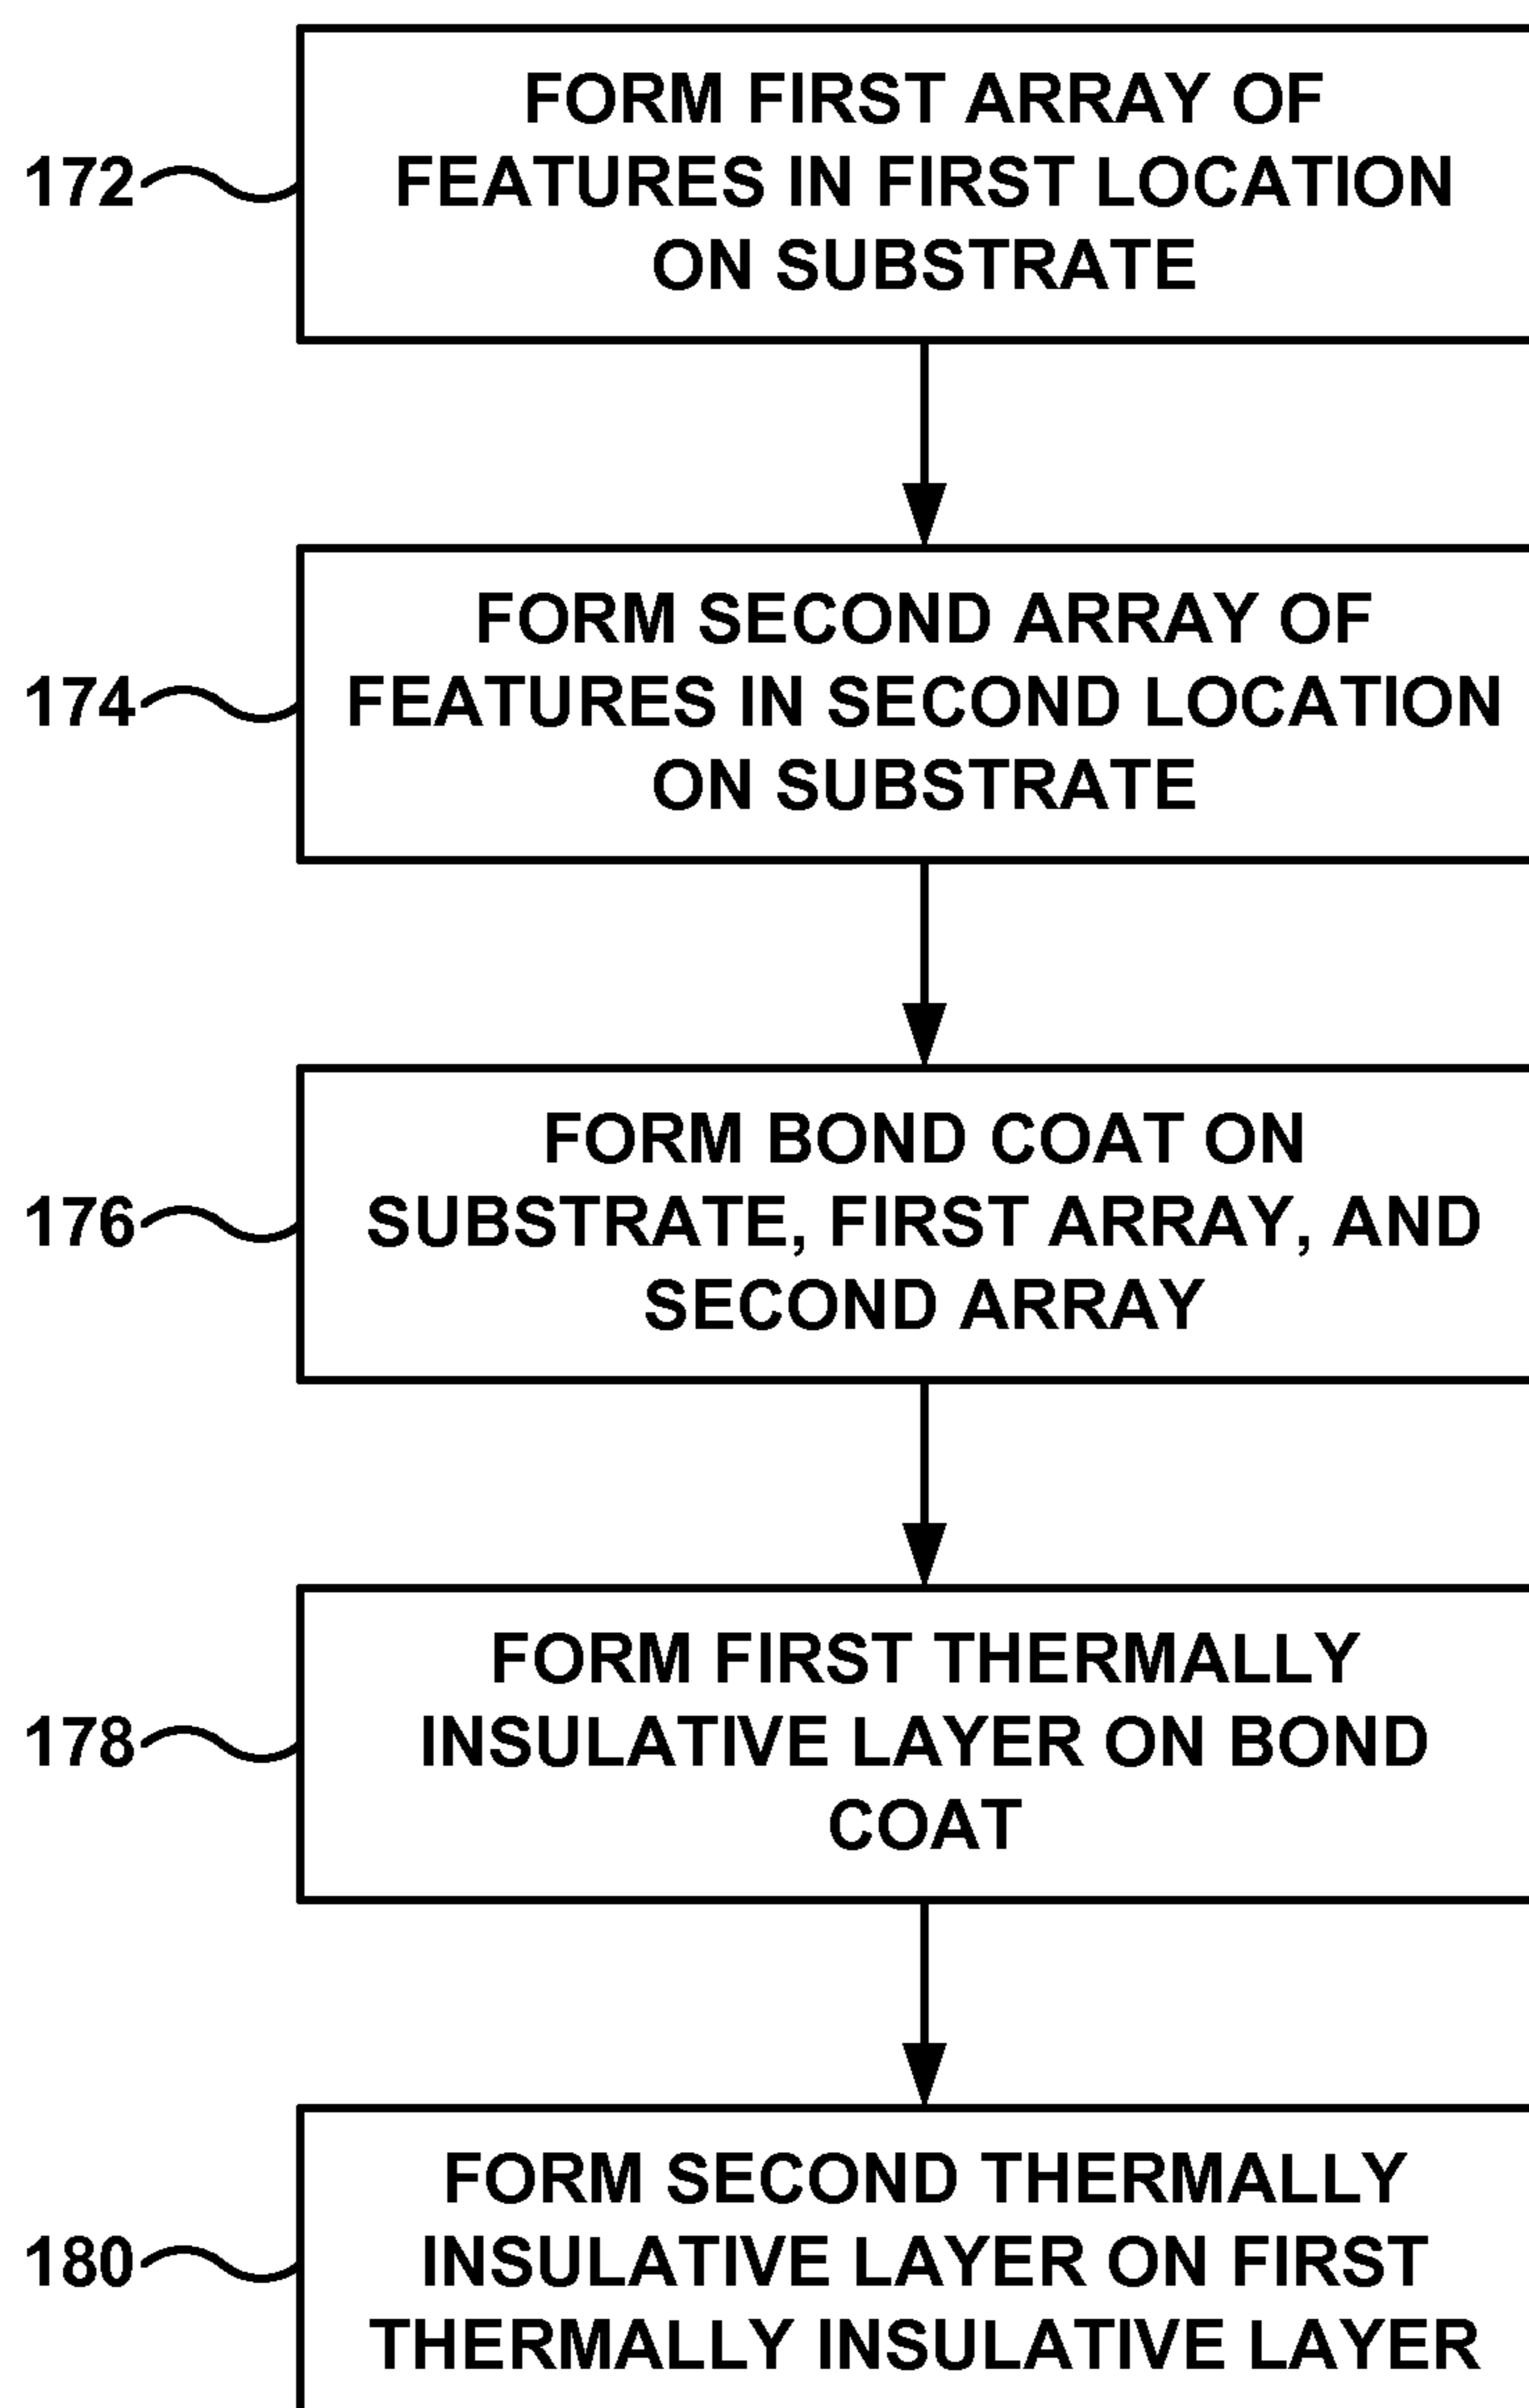 FORM FIRST ARRAY OF
172
FEATURES IN FIRST LOCATION
ON SUBSTRATE
FORM SECOND ARRAY OF
174
FEATURES IN SECOND LOCATION
ON SUBSTRATE
FORM BOND COAT ON
176
SUBSTRATE, FIRST ARRAY, AND
SECOND ARRAY
FORM FIRST THERMALLY
178
INSULATIVE LAYER ON BOND
COAT
FORM SECOND THERMALLY
180
INSULATIVE LAYER ON FIRST
THERMALLY INSULATIVE LAYER